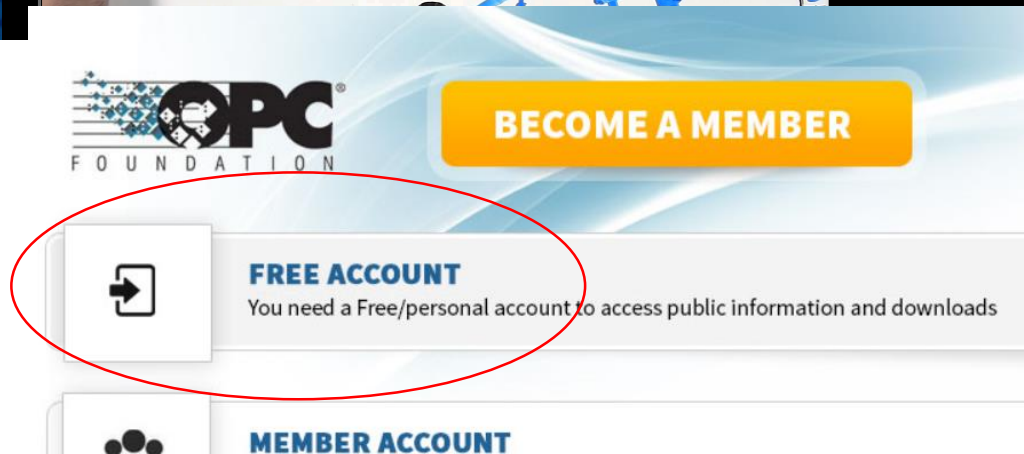 OPC®
FOUNDATION
BECOME A MEMBER
FREE ACCOUNT
You need a Free/personal account to access public information and downloads
MEMBER ACCOUNT